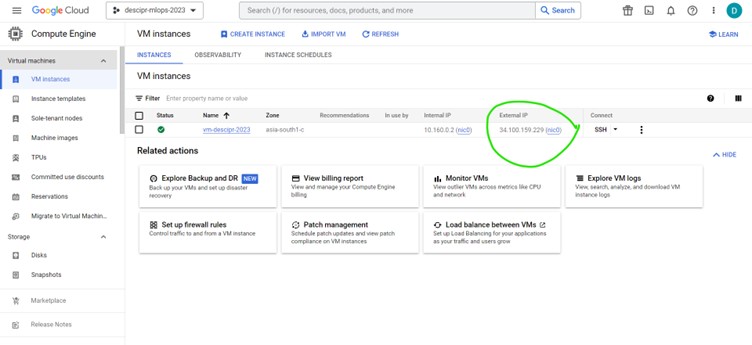 Google Cloud
descipr-mlops-2023
Search (/) for resources, docs, products, and more
Search
D
Compute Engine
VM instances
CREATE INSTANCE
IMPORT VM
REFRESH
LEARN
Virtual machines
VM instances
Instance templates
Sole-tenant nodes
Machine images
TPUs
Committed use discounts
Reservations
Migrate to Virtual Machin...
Storage
Disks
Snapshots
Marketplace
Release Notes
INSTANCES
OBSERVABILITY
INSTANCE SCHEDULES
VM instances
Filter Enter property name or value
Status Name Zone Recommendations In use by Internal IP External IP Connect
vm-descipr-2023 asia-south1-c 10.160.0.2 (nic0) 34.100.159.229 (nic0) SSH
Related actions
HIDE
Explore Backup and DR NEW
Back up your VMs and set up disaster
recovery
View billing report
View and manage your Compute Engine
billing
Monitor VMs
View outlier VMs across metrics like CPU
and network
Explore VM logs
View, search, analyze, and download VM
instance logs
Set up firewall rules
Control traffic to and from a VM instance
Patch management
Schedule patch updates and view patch
compliance on VM instances
Load balance between VMs
Set up Load Balancing for your applications
as your traffic and users grow